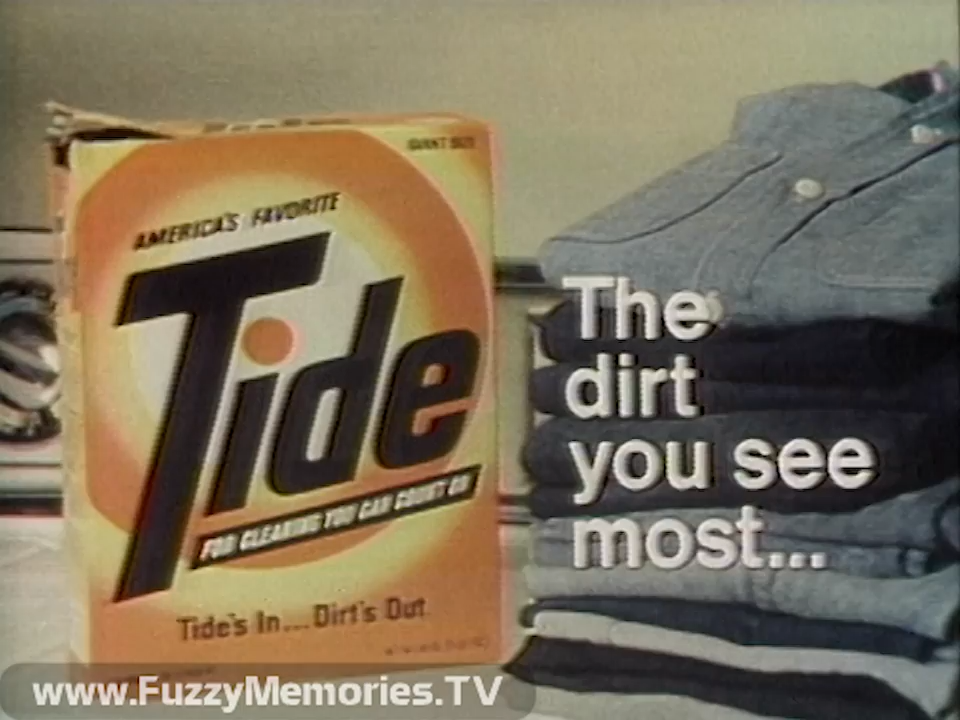 GIANT SIZE
AMERICA'S FAVORITE
Tide
FOR CLEANING YOU CAN COUNT ON
Tide's In... Dirt's Out
The
dirt
you see
most...
www.FuzzyMemories.TV